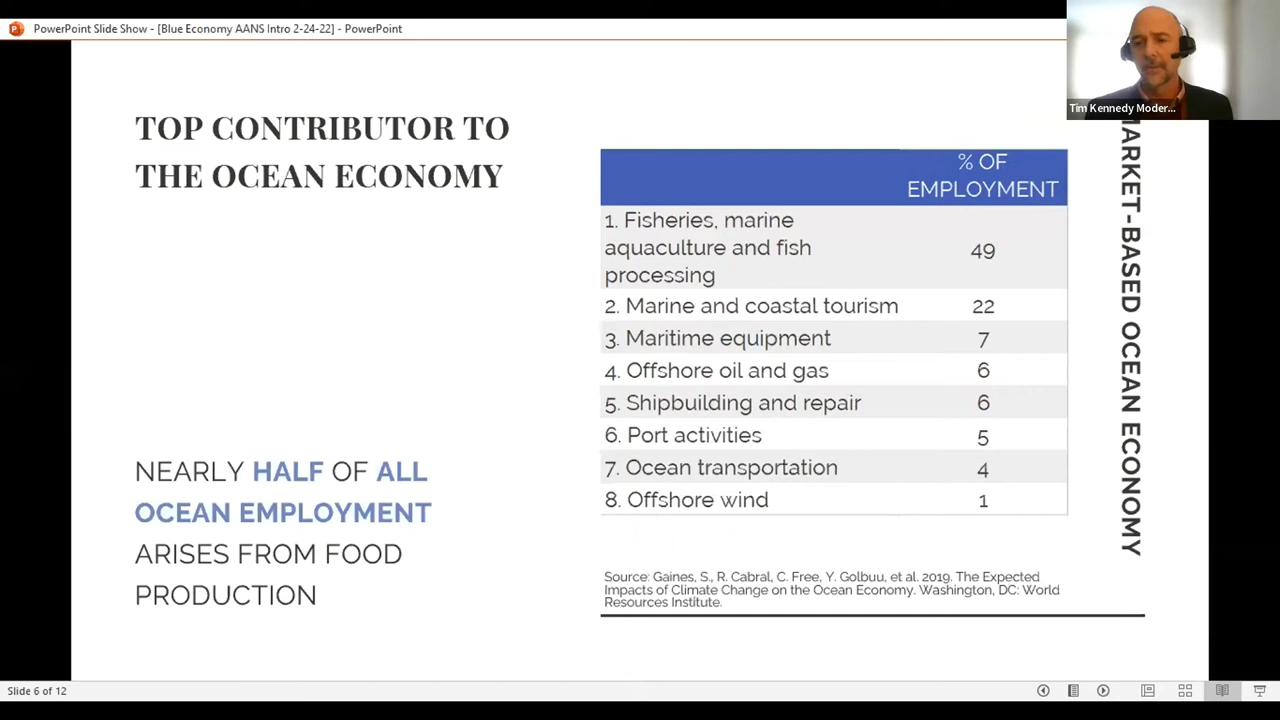 PowerPoint Slide Show - [Blue Economy AANS Intro 2-24-22] - PowerPoint
Tim Kennedy Moder...
TOP CONTRIBUTOR TO
THE OCEAN ECONOMY
NEARLY HALF OF ALL
OCEAN EMPLOYMENT
ARISES FROM FOOD
PRODUCTION
% OF
EMPLOYMENT
1. Fisheries, marine
aquaculture and fish
processing
49
2. Marine and coastal tourism 22
3. Maritime equipment 7
4. Offshore oil and gas 6
5. Shipbuilding and repair 6
6. Port activities 5
7. Ocean transportation 4
8. Offshore wind 1
Source: Gaines, S., R. Cabral, C. Free, Y. Golbuu, et al. 2019. The Expected
Impacts of Climate Change on the Ocean Economy. Washington, DC: World
Resources Institute.
MARKET-BASED OCEAN ECONOMY
Slide 6 of 12